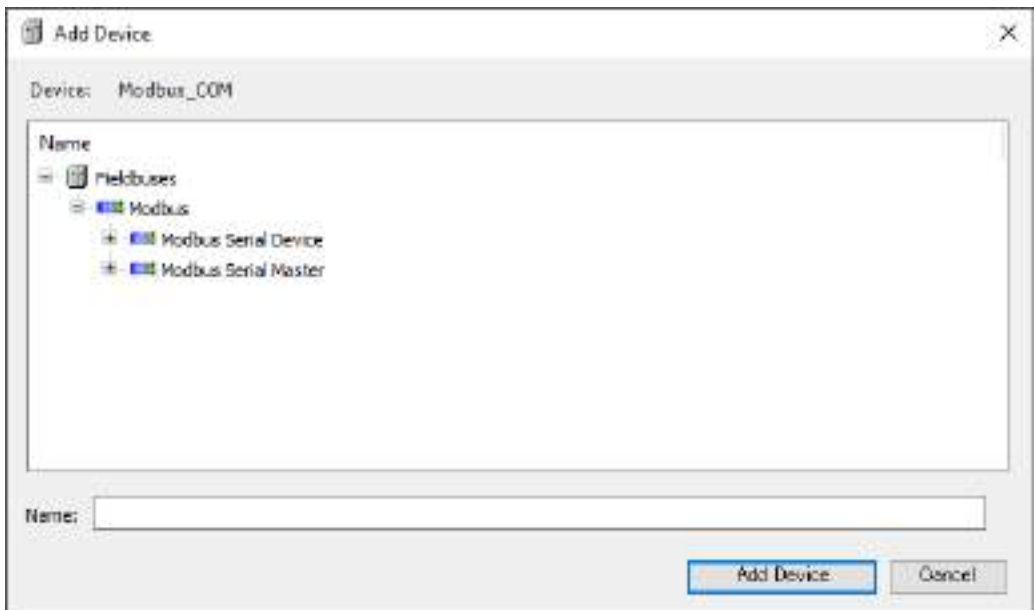 Add Device
Device: Modbus_COM
Name
Fieldbuses
Modbus
Modbus Serial Device
Modbus Serial Master
Name:
Add Device Cancel